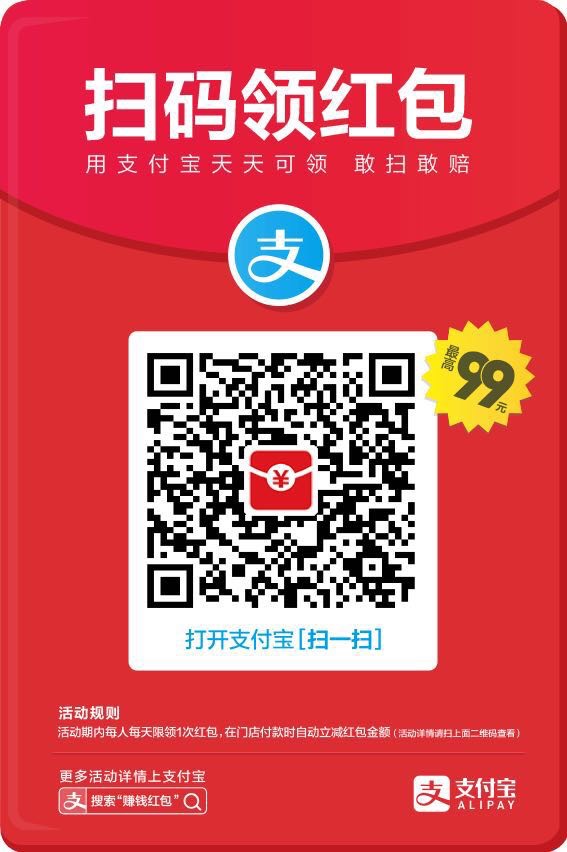 扫码领红包
用支付宝天天可领 敢扫敢赔
支
最高
99元
¥
打开支付宝[扫一扫]
活动规则
活动期内每人每天限领1次红包,在门店付款时自动立减红包金额(活动详情请扫上面二维码查看)
更多活动详情上支付宝
支 搜索“赚钱红包”
支 支付宝
ALIPAY